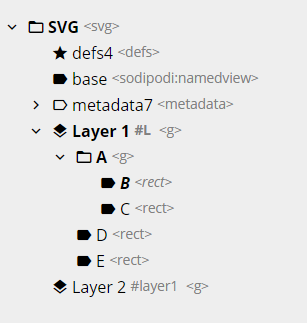 SVG <svg>
defs4 <defs>
base <sodipodi:namedview>
metadata7 <metadata>
Layer 1 #L <g>
A <g>
B <rect>
C <rect>
D <rect>
E <rect>
Layer 2 #layer1 <g>